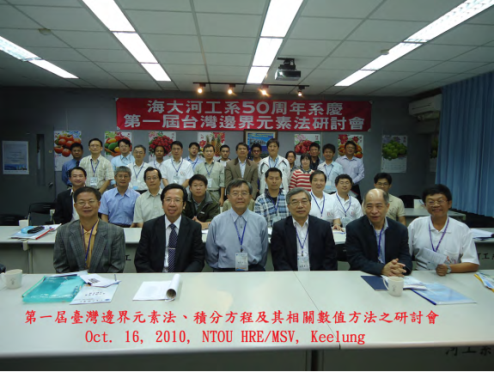 海大河工系50周年系慶
第一屆台灣邊界元素法研討會
第一屆臺灣邊界元素法、積分方程及其相關數值方法之研討會
Oct. 16, 2010, NTOU HRE/MSV, Keelung
河工系